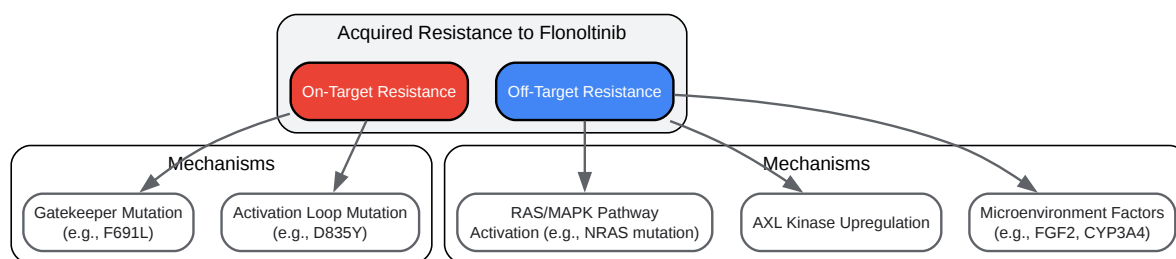 Acquired Resistance to Flonoltinib
On-Target Resistance
Off-Target Resistance
Mechanisms
Gatekeeper Mutation
(e.g., F691L)
Activation Loop Mutation
(e.g., D835Y)
Mechanisms
RAS/MAPK Pathway
Activation (e.g., NRAS mutation)
AXL Kinase Upregulation
Microenvironment Factors
(e.g., FGF2, CYP3A4)